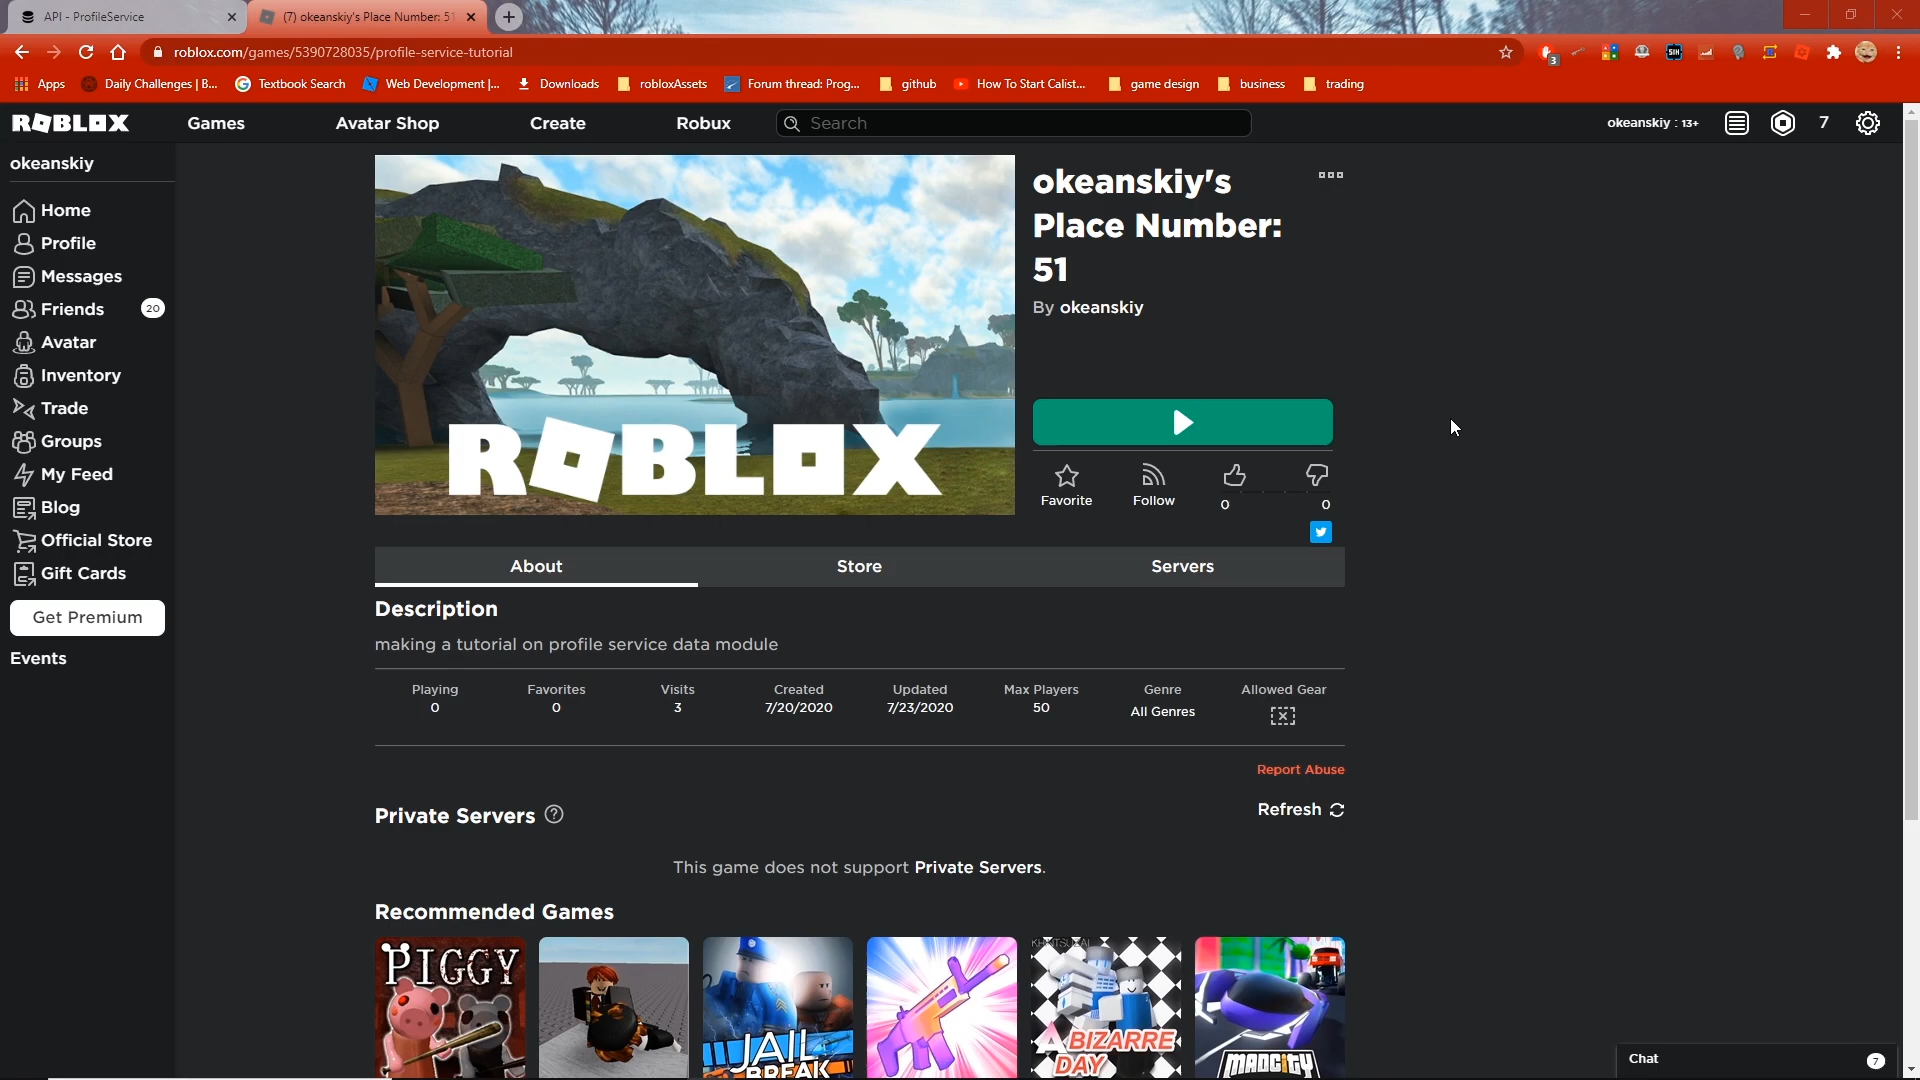 API - ProfileService
(7) okeanskiy's Place Number: 51
roblox.com/games/5390728035/profile-service-tutorial
3
SIH
Apps
Daily Challenges | B...
Textbook Search
Web Development |...
Downloads
robloxAssets
Forum thread: Prog...
github
How To Start Calist...
game design
business
trading
ROBLOX
Games
Avatar Shop
Create
Robux
Search
okeanskiy : 13+
7
okeanskiy
Home
Profile
Messages
Friends
20
Avatar
Inventory
Trade
Groups
My Feed
Blog
Official Store
Gift Cards
Get Premium
Events
ROBLOX
okeanskiy's
Place Number:
51
By okeanskiy
Favorite
Follow
0
0
About
Store
Servers
Description
making a tutorial on profile service data module
Playing
0
Favorites
0
Visits
3
Created
7/20/2020
Updated
7/23/2020
Max Players
50
Genre
All Genres
Allowed Gear
Report Abuse
Private Servers
Refresh
This game does not support Private Servers.
Recommended Games
PIGGY
JAIL
BREAK
A BIZARRE
DAY
MADCITY
Chat
7